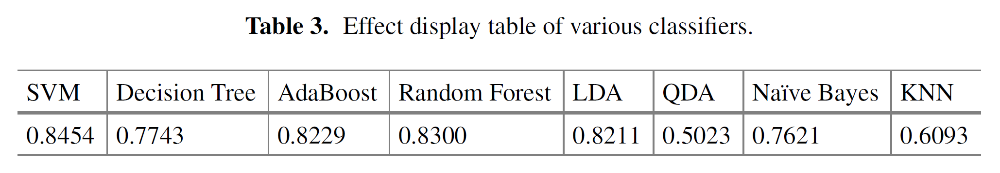 Table 3. Effect display table of various classifiers.
SVM Decision Tree AdaBoost Random Forest LDA QDA Naïve Bayes KNN
0.8454 0.7743 0.8229 0.8300 0.8211 0.5023 0.7621 0.6093